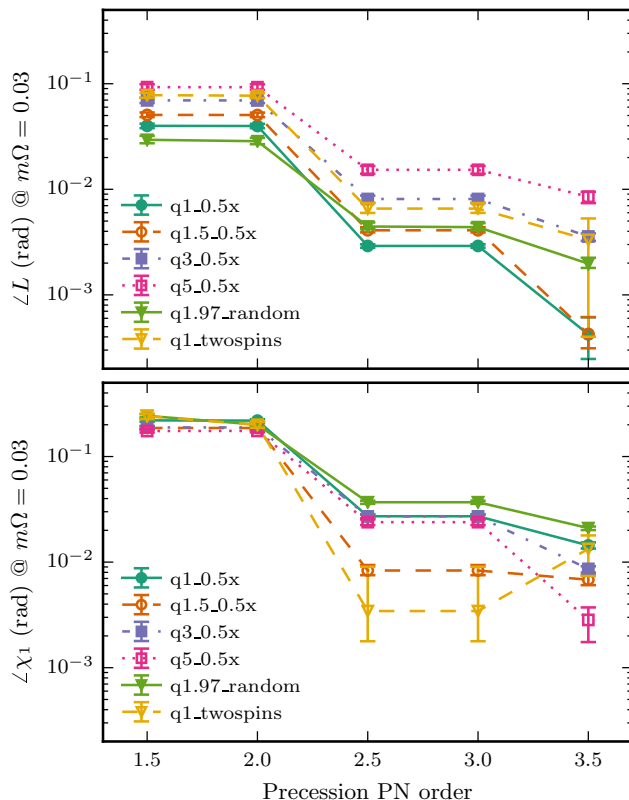 10⁻¹
10⁻²
10⁻³
∠L (rad) @ mΩ = 0.03
q1_0.5x
q1.5_0.5x
q3_0.5x
q5_0.5x
q1.97_random
q1_twospins
10⁻¹
10⁻²
10⁻³
∠χ₁ (rad) @ mΩ = 0.03
q1_0.5x
q1.5_0.5x
q3_0.5x
q5_0.5x
q1.97_random
q1_twospins
1.5 2.0 2.5 3.0 3.5
Precession PN order